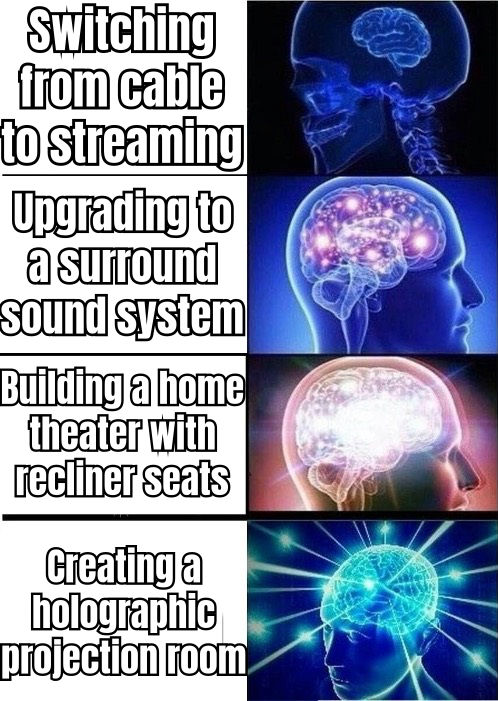 Switching
from cable
to streaming
Upgrading to
a surround
sound system
Building a home
theater with
recliner seats
Creating a
holographic
projection room